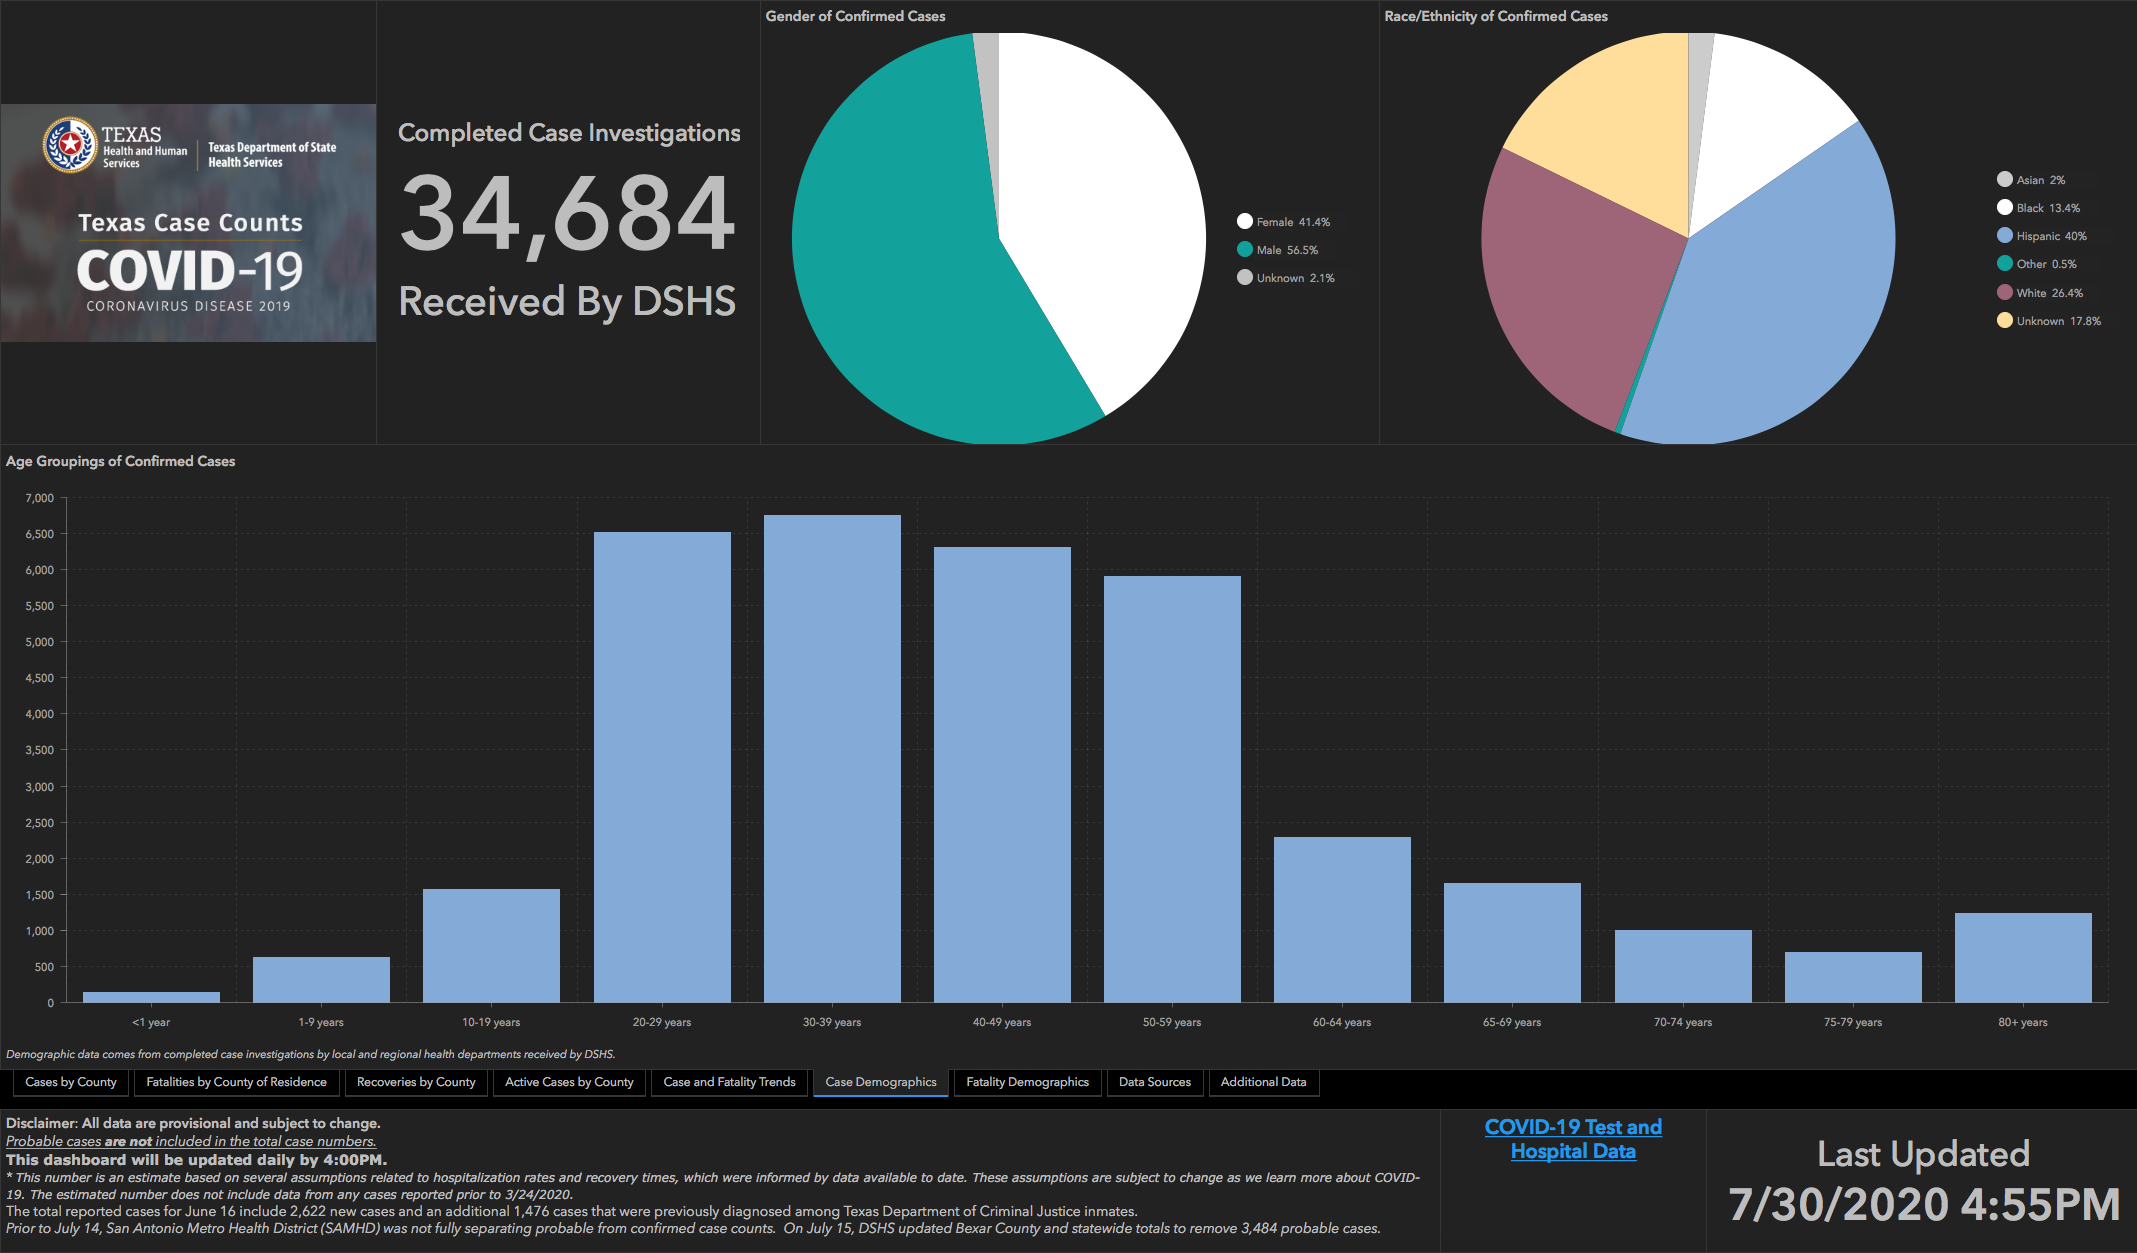 TEXAS
Health and Human
Services
Texas Department of State
Health Services
Texas Case Counts
COVID-19
CORONAVIRUS DISEASE 2019
Completed Case Investigations
34,684
Received By DSHS
Gender of Confirmed Cases
Female 41.4%
Male 56.5%
Unknown 2.1%
Race/Ethnicity of Confirmed Cases
Asian 2%
Black 13.4%
Hispanic 40%
Other 0.5%
White 26.4%
Unknown 17.8%
Age Groupings of Confirmed Cases
7,000
6,500
6,000
5,500
5,000
4,500
4,000
3,500
3,000
2,500
2,000
1,500
1,000
500
0
<1 year 1-9 years 10-19 years 20-29 years 30-39 years 40-49 years 50-59 years 60-64 years 65-69 years 70-74 years 75-79 years 80+ years
Demographic data comes from completed case investigations by local and regional health departments received by DSHS.
Cases by County Fatalities by County of Residence Recoveries by County Active Cases by County Case and Fatality Trends Case Demographics Fatality Demographics Data Sources Additional Data
Disclaimer: All data are provisional and subject to change.
Probable cases are not included in the total case numbers.
This dashboard will be updated daily by 4:00PM.
* This number is an estimate based on several assumptions related to hospitalization rates and recovery times, which were informed by data available to date. These assumptions are subject to change as we learn more about COVID-
19. The estimated number does not include data from any cases reported prior to 3/24/2020.
The total reported cases for June 16 include 2,622 new cases and an additional 1,476 cases that were previously diagnosed among Texas Department of Criminal Justice inmates.
Prior to July 14, San Antonio Metro Health District (SAMHD) was not fully separating probable from confirmed case counts. On July 15, DSHS updated Bexar County and statewide totals to remove 3,484 probable cases.
COVID-19 Test and
Hospital Data
Last Updated
7/30/2020 4:55PM